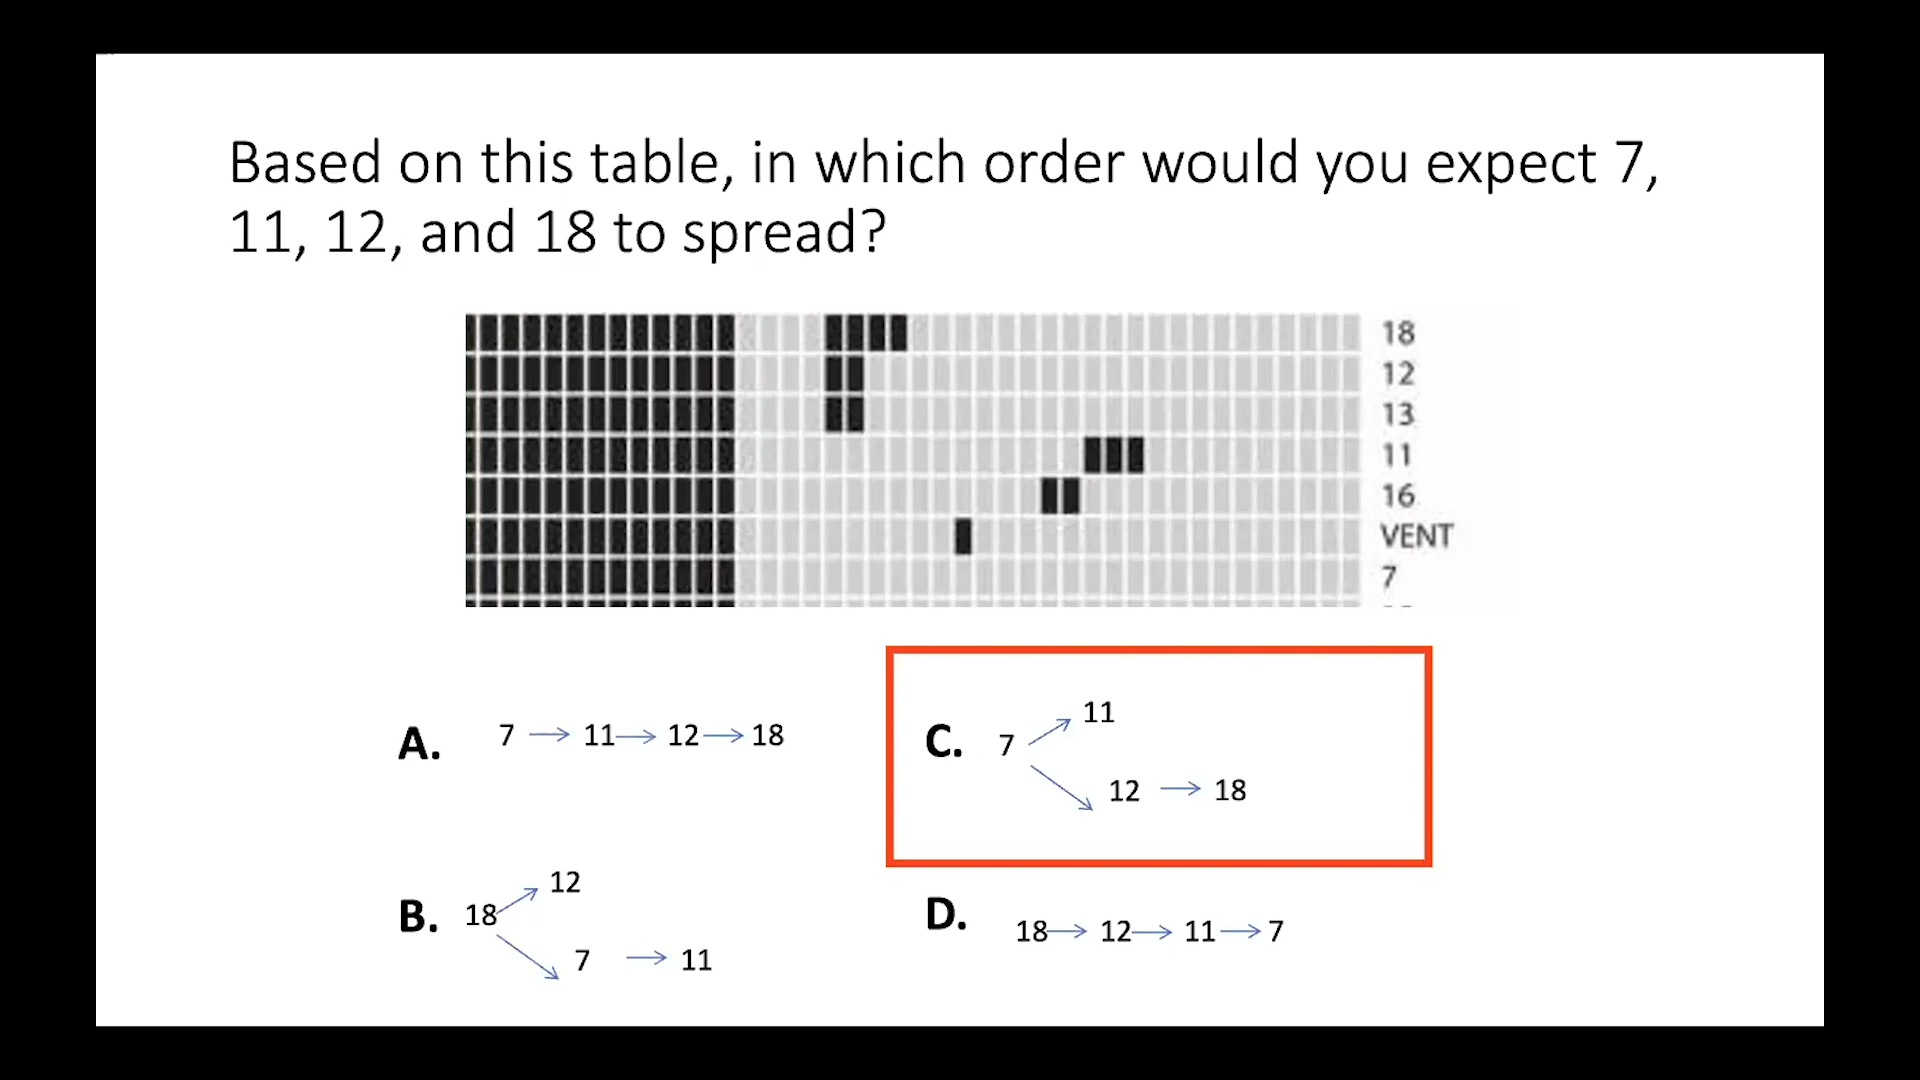 Based on this table, in which order would you expect 7,
11, 12, and 18 to spread?
18
12
13
11
16
VENT
7
A. 7 → 11 → 12 → 18
C. 7 → 11
12 → 18
B. 18 → 12
7 → 11
D. 18 → 12 → 11 → 7